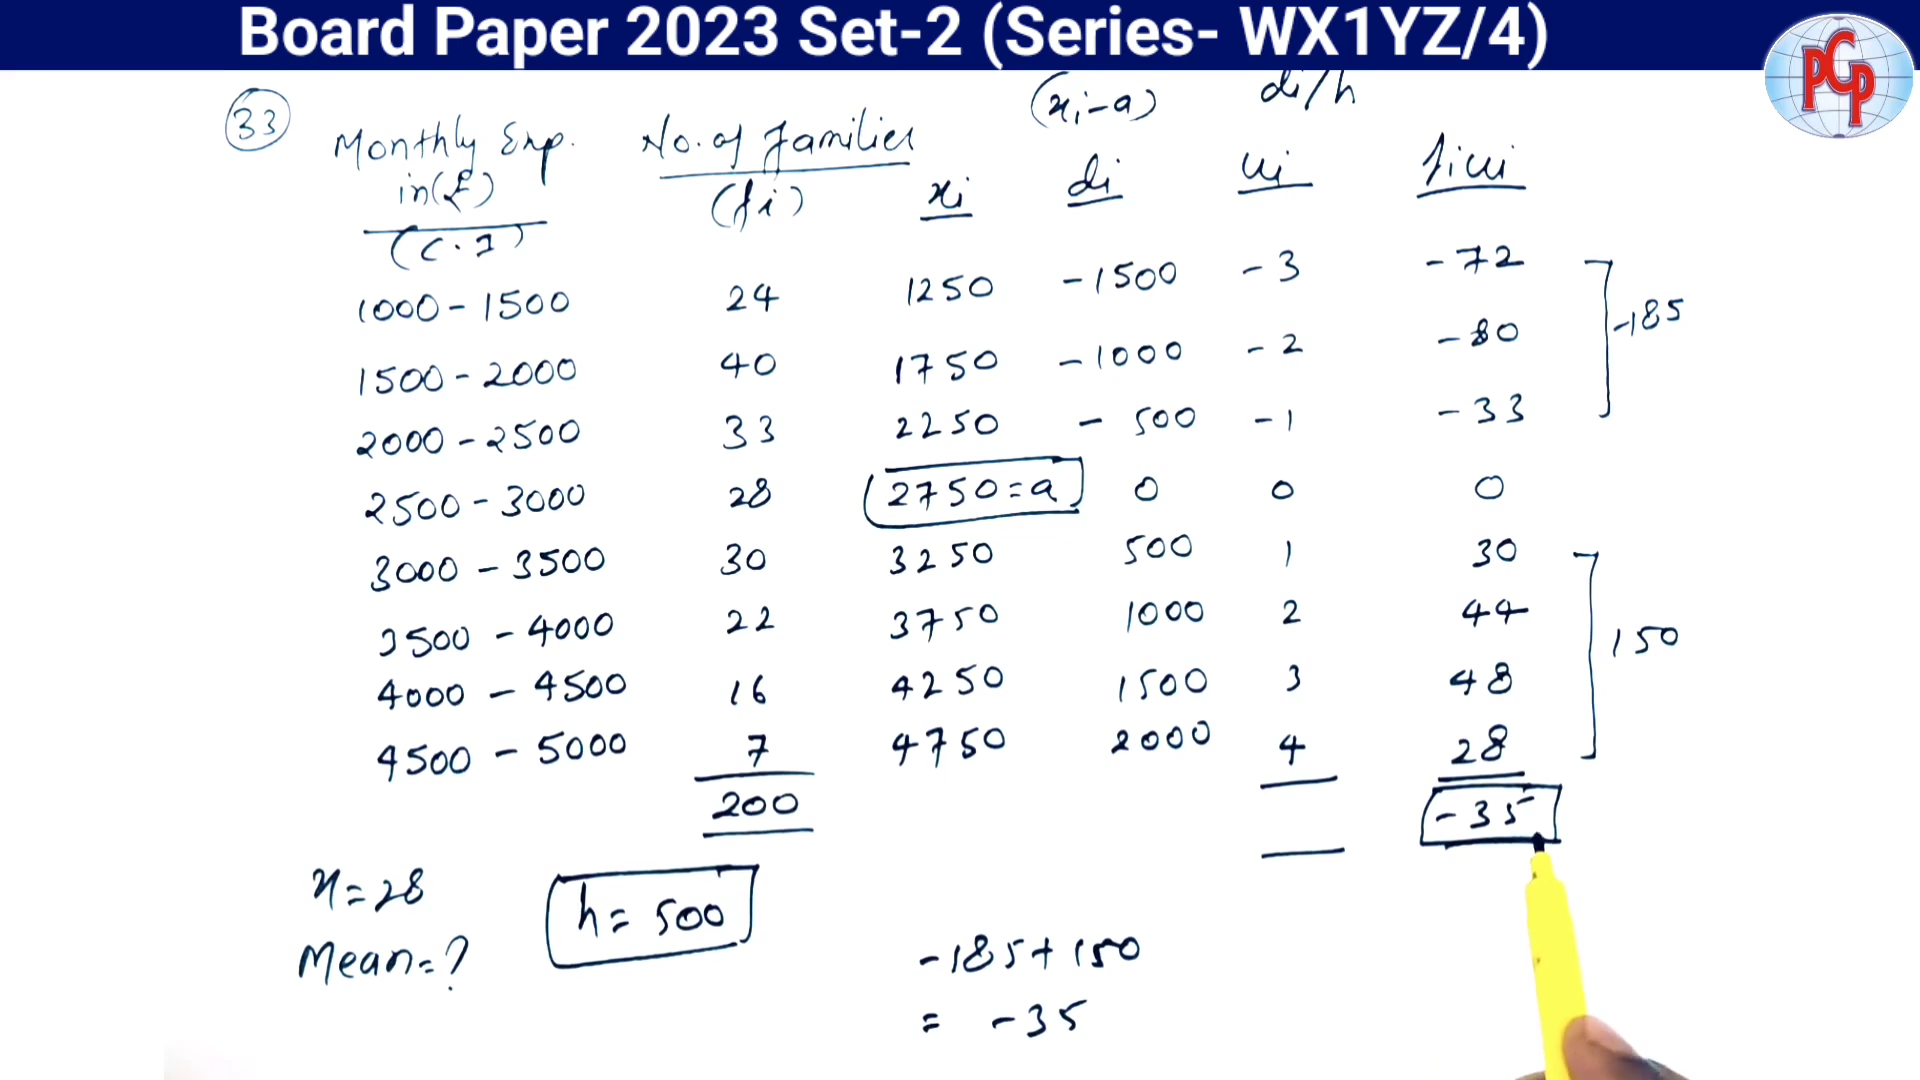 Board Paper 2023 Set-2 (Series- WX1YZ/4)
PGP
33
Monthly Exp. in(₹) (C.I) No. of families (fi) xi (xi-a) di di/h ui fiui
1000-1500 24 1250 -1500 -3 -72
1500-2000 40 1750 -1000 -2 -80
2000-2500 33 2250 -500 -1 -33
-185
2500-3000 28 2750=a 0 0 0
3000-3500 30 3250 500 1 30
3500-4000 22 3750 1000 2 44
4000-4500 16 4250 1500 3 48
4500-5000 7 4750 2000 4 28
150
200 -35
x=28
h=500
Mean=?
-185+150
= -35